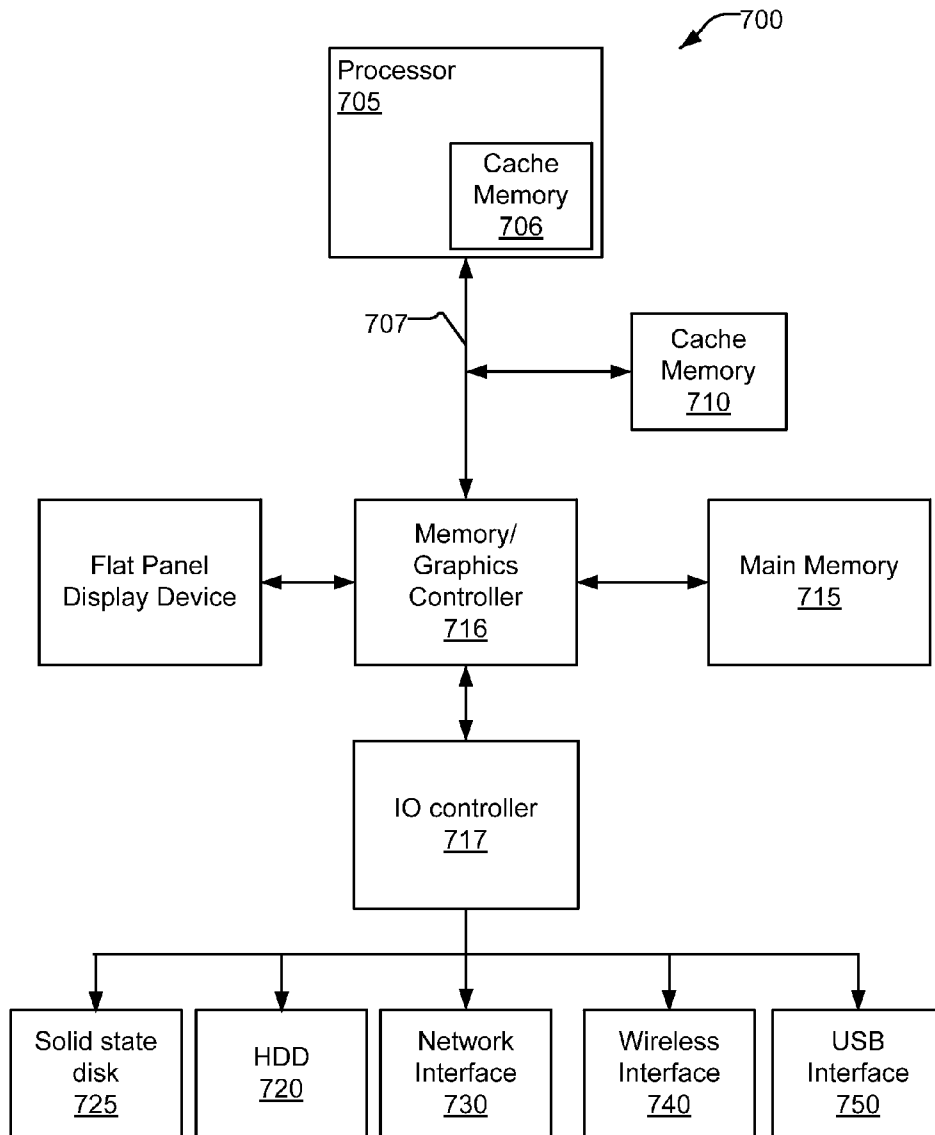 700
Processor
705
Cache
Memory
706
707
Cache
Memory
710
Flat Panel
Display Device
Memory/
Graphics
Controller
716
Main Memory
715
IO controller
717
Solid state
disk
725
HDD
720
Network
Interface
730
Wireless
Interface
740
USB
Interface
750